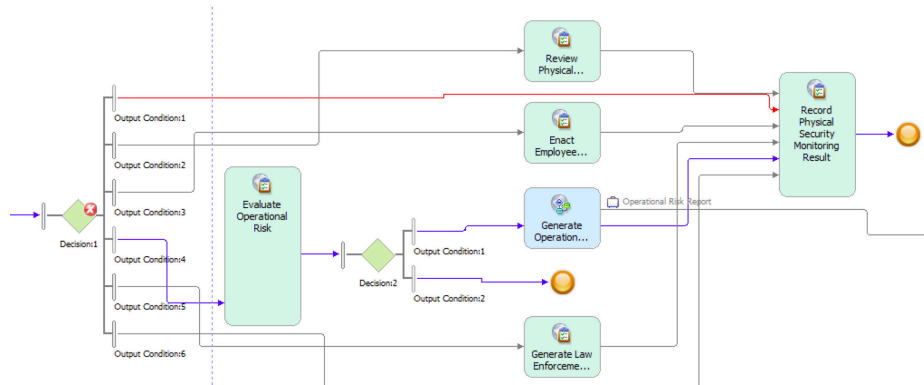 Review
Physical...
Output Condition:1
Record
Physical
Security
Monitoring
Result
Output Condition:2
Enact
Employee...
Evaluate
Operational
Risk
Output Condition:3
Generate
Operation...
Operational Risk Report
Decision:1
Output Condition:4
Output Condition:1
Decision:2
Output Condition:2
Output Condition:5
Output Condition:6
Generate Law
Enforceme...